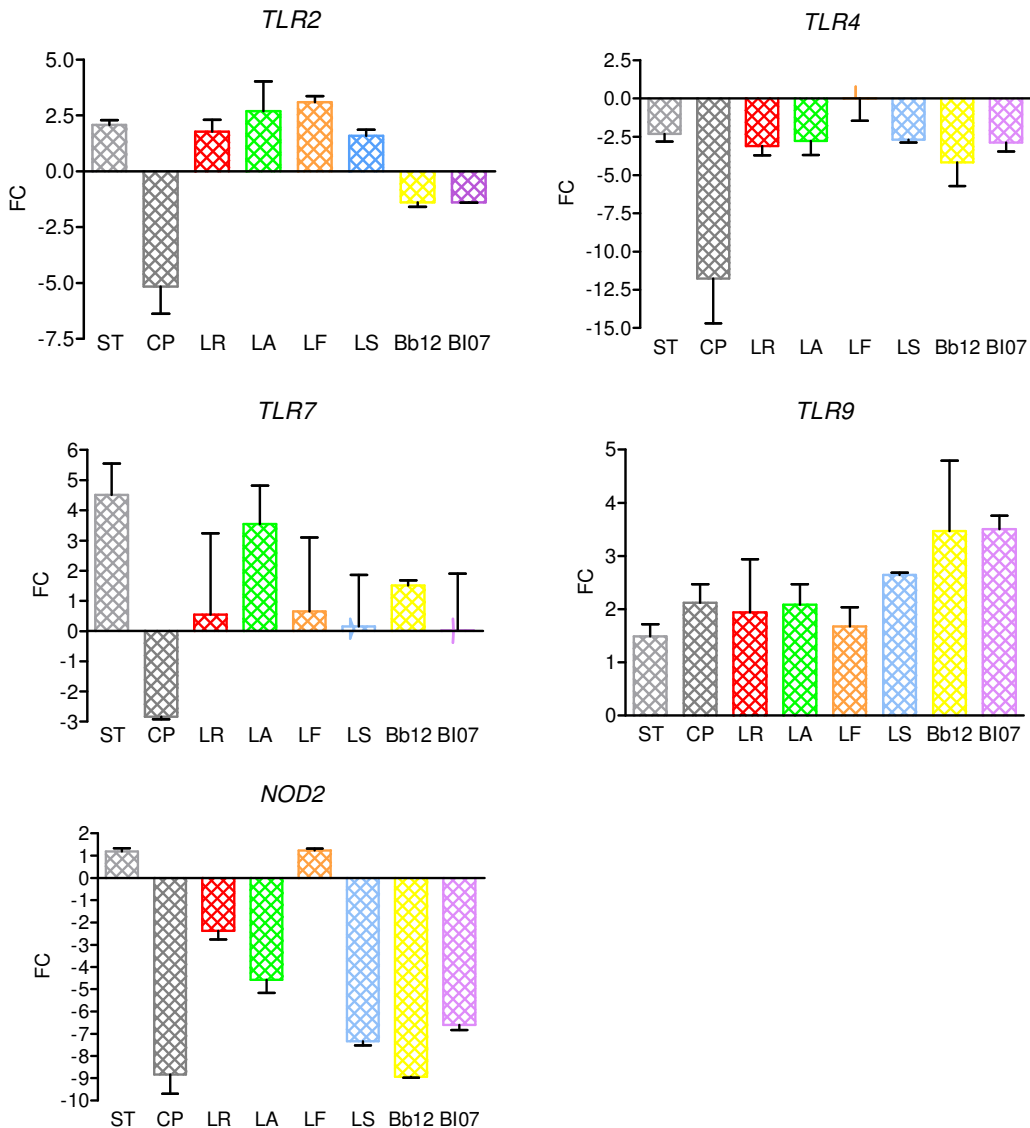 TLR2
5.0
2.5
0.0
-2.5
-5.0
-7.5
FC
ST CP LR LA LF LS Bb12 Bl07
TLR4
2.5
0.0
-2.5
-5.0
-7.5
-10.0
-12.5
-15.0
FC
ST CP LR LA LF LS Bb12 Bl07
TLR7
6
5
4
3
2
1
0
-1
-2
-3
FC
ST CP LR LA LF LS Bb12 Bl07
TLR9
5
4
3
2
1
0
FC
ST CP LR LA LF LS Bb12 Bl07
NOD2
2
1
0
-1
-2
-3
-4
-5
-6
-7
-8
-9
-10
FC
ST CP LR LA LF LS Bb12 Bl07